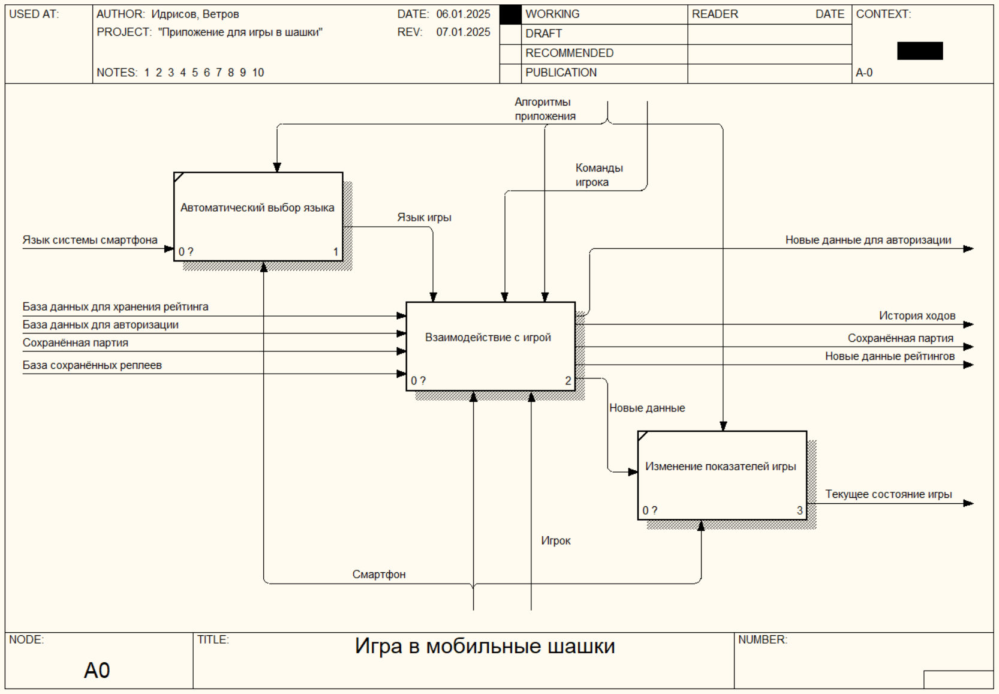 USED AT:
AUTHOR: Идрисов, Ветров
DATE: 06.01.2025
PROJECT: "Приложение для игры в шашки"
REV: 07.01.2025
NOTES: 1 2 3 4 5 6 7 8 9 10
WORKING
DRAFT
RECOMMENDED
PUBLICATION
READER DATE
CONTEXT:
A-0
Алгоритмы
приложения
Команды
игрока
Автоматический выбор языка
0 ? 1
Язык игры
Язык системы смартфона
Новые данные для авторизации
База данных для хранения рейтинга
База данных для авторизации
Сохранённая партия
База сохранённых реплеев
Взаимодействие с игрой
0 ? 2
История ходов
Сохранённая партия
Новые данные рейтингов
Новые данные
Изменение показателей игры
0 ? 3
Текущее состояние игры
Игрок
Смартфон
NODE:
A0
TITLE:
Игра в мобильные шашки
NUMBER: